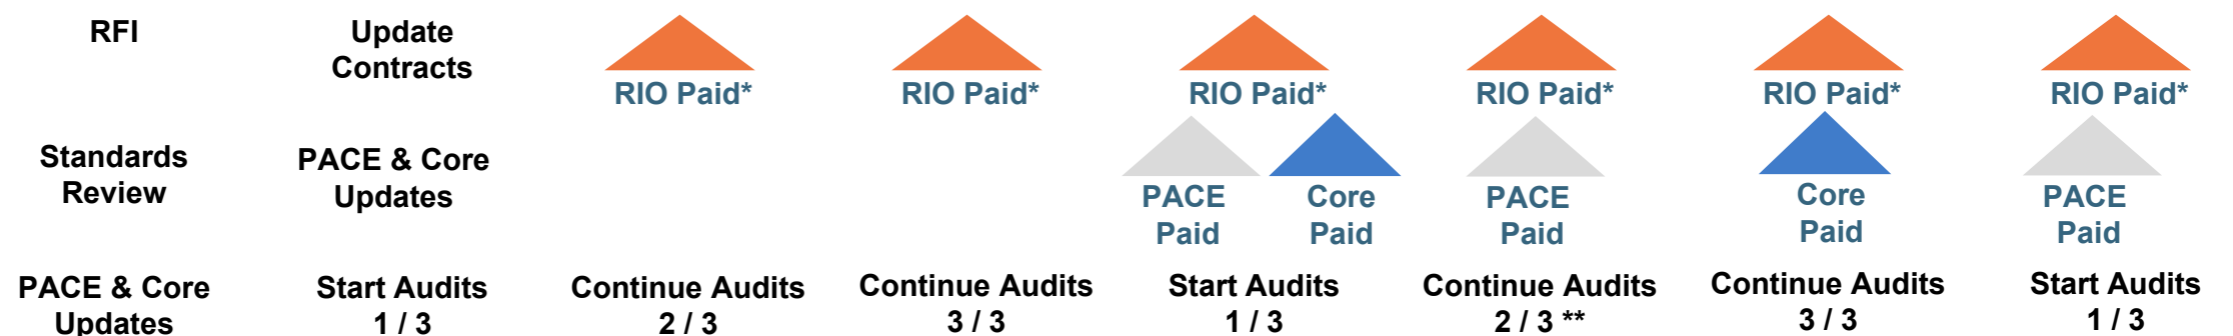 RFI
Update
Contracts
RIO Paid*
RIO Paid*
RIO Paid*
RIO Paid*
RIO Paid*
RIO Paid*
Standards
Review
PACE & Core
Updates
PACE
Paid
Core
Paid
PACE
Paid
Core
Paid
PACE
Paid
PACE & Core
Updates
Start Audits
1 / 3
Continue Audits
2 / 3
Continue Audits
3 / 3
Start Audits
1 / 3
Continue Audits
2 / 3 **
Continue Audits
3 / 3
Start Audits
1 / 3